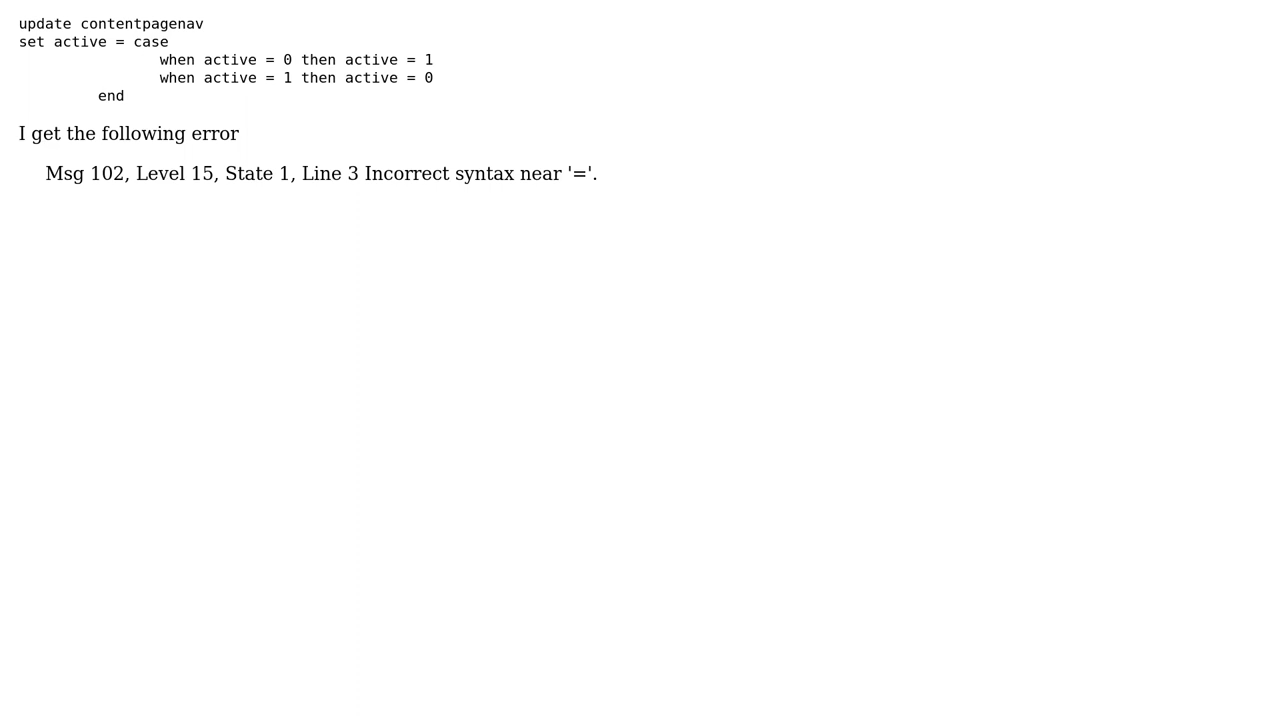 update contentpagenav
set active = case
                when active = 0 then active = 1
                when active = 1 then active = 0
         end
I get the following error
Msg 102, Level 15, State 1, Line 3 Incorrect syntax near '='.